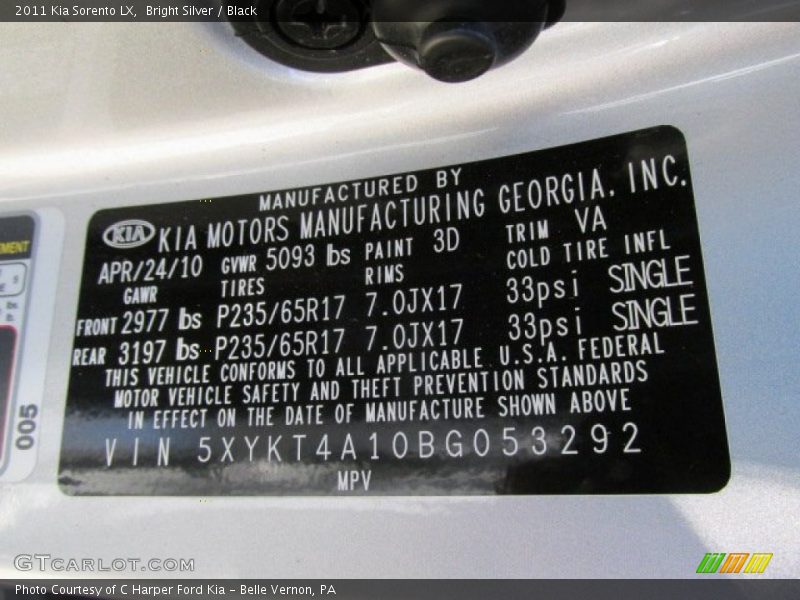 2011 Kia Sorento LX, Bright Silver / Black
MANUFACTURED BY
KIA KIA MOTORS MANUFACTURING GEORGIA, INC.
APR/24/10 GVWR 5093 lbs PAINT 3D TRIM VA
GAWR TIRES RIMS COLD TIRE INFL
FRONT 2977 lbs P235/65R17 7.0JX17 33psi SINGLE
REAR 3197 lbs P235/65R17 7.0JX17 33psi SINGLE
THIS VEHICLE CONFORMS TO ALL APPLICABLE U.S.A. FEDERAL
MOTOR VEHICLE SAFETY AND THEFT PREVENTION STANDARDS
IN EFFECT ON THE DATE OF MANUFACTURE SHOWN ABOVE
VIN 5XYKT4A10BG053292
MPV
005
GTCARLOT.COM
Photo Courtesy of C Harper Ford Kia - Belle Vernon, PA